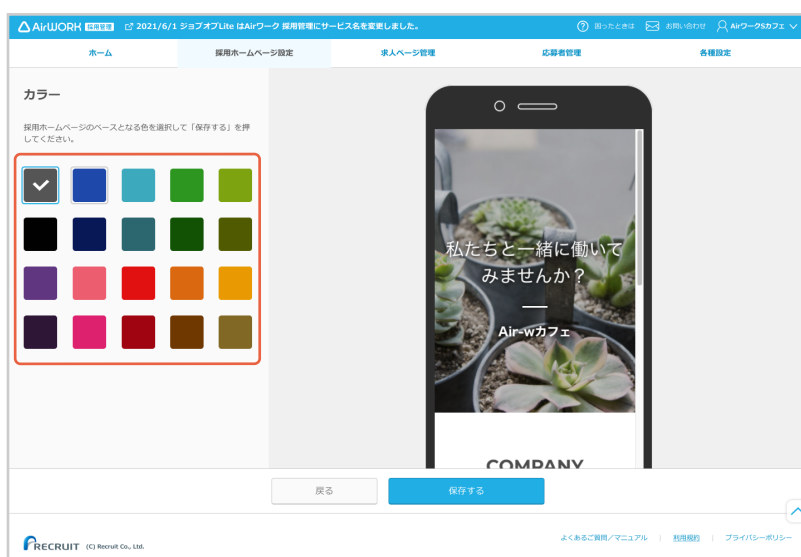 AirWORK 採用管理 2021/6/1 ジョブオプLite はAirワーク 採用管理にサービス名を変更しました。 困ったときは お問い合わせ AirワークSカフェ
ホーム 採用ホームページ設定 求人ページ管理 応募者管理 各種設定
カラー
採用ホームページのベースとなる色を選択して「保存する」を押
してください。
私たちと一緒に働いて
みませんか？
Air-wカフェ
COMPANY
戻る 保存する
よくあるご質問／マニュアル | 利用規約 | プライバシーポリシー
RECRUIT (C) Recruit Co., Ltd.